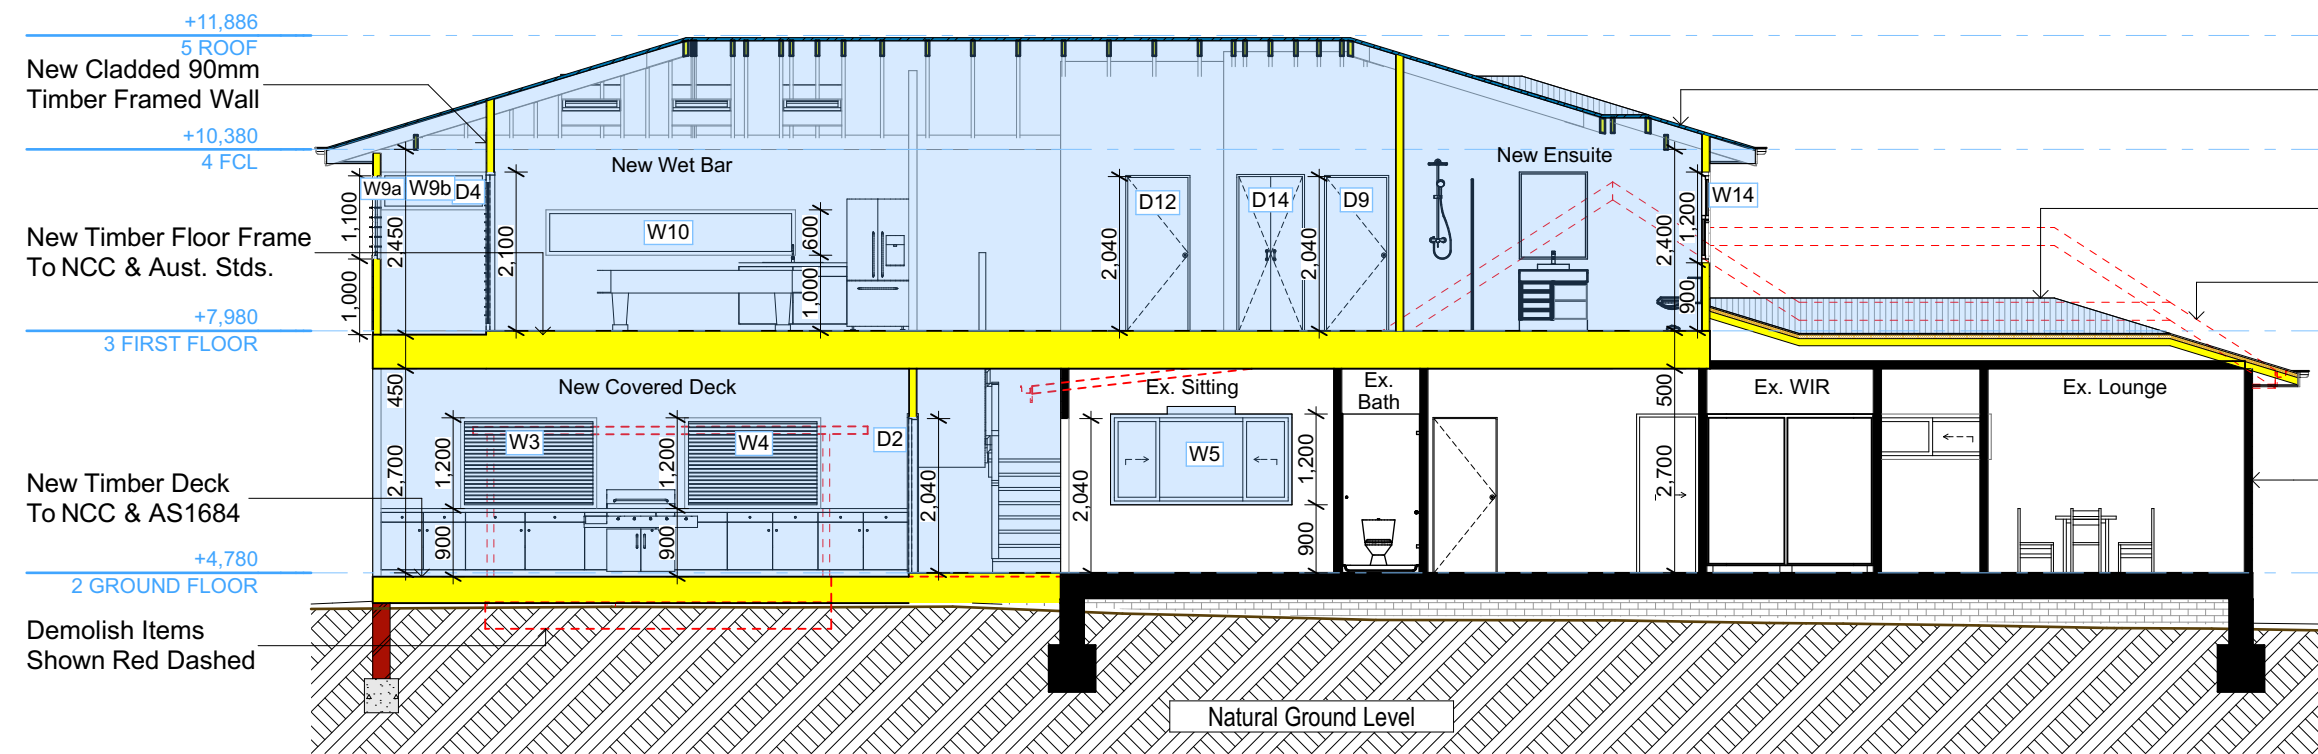 +11,886
5 ROOF
New Cladded 90mm
Timber Framed Wall
+10,380
4 FCL
New Timber Floor Frame
To NCC & Aust. Stds.
+7,980
3 FIRST FLOOR
New Timber Deck
To NCC & AS1684
+4,780
2 GROUND FLOOR
Demolish Items
Shown Red Dashed
New Wet Bar
New Ensuite
W9a
W9b
D4
W10
D12
D14
D9
W14
1,100
1,000
2,450
2,100
600
1,000
2,040
2,040
2,400
1,200
900
New Covered Deck
Ex. Sitting
Ex.
Bath
Ex. WIR
Ex. Lounge
W3
W4
D2
W5
450
2,700
1,200
900
1,200
900
2,040
2,040
1,200
900
500
2,700
Natural Ground Level